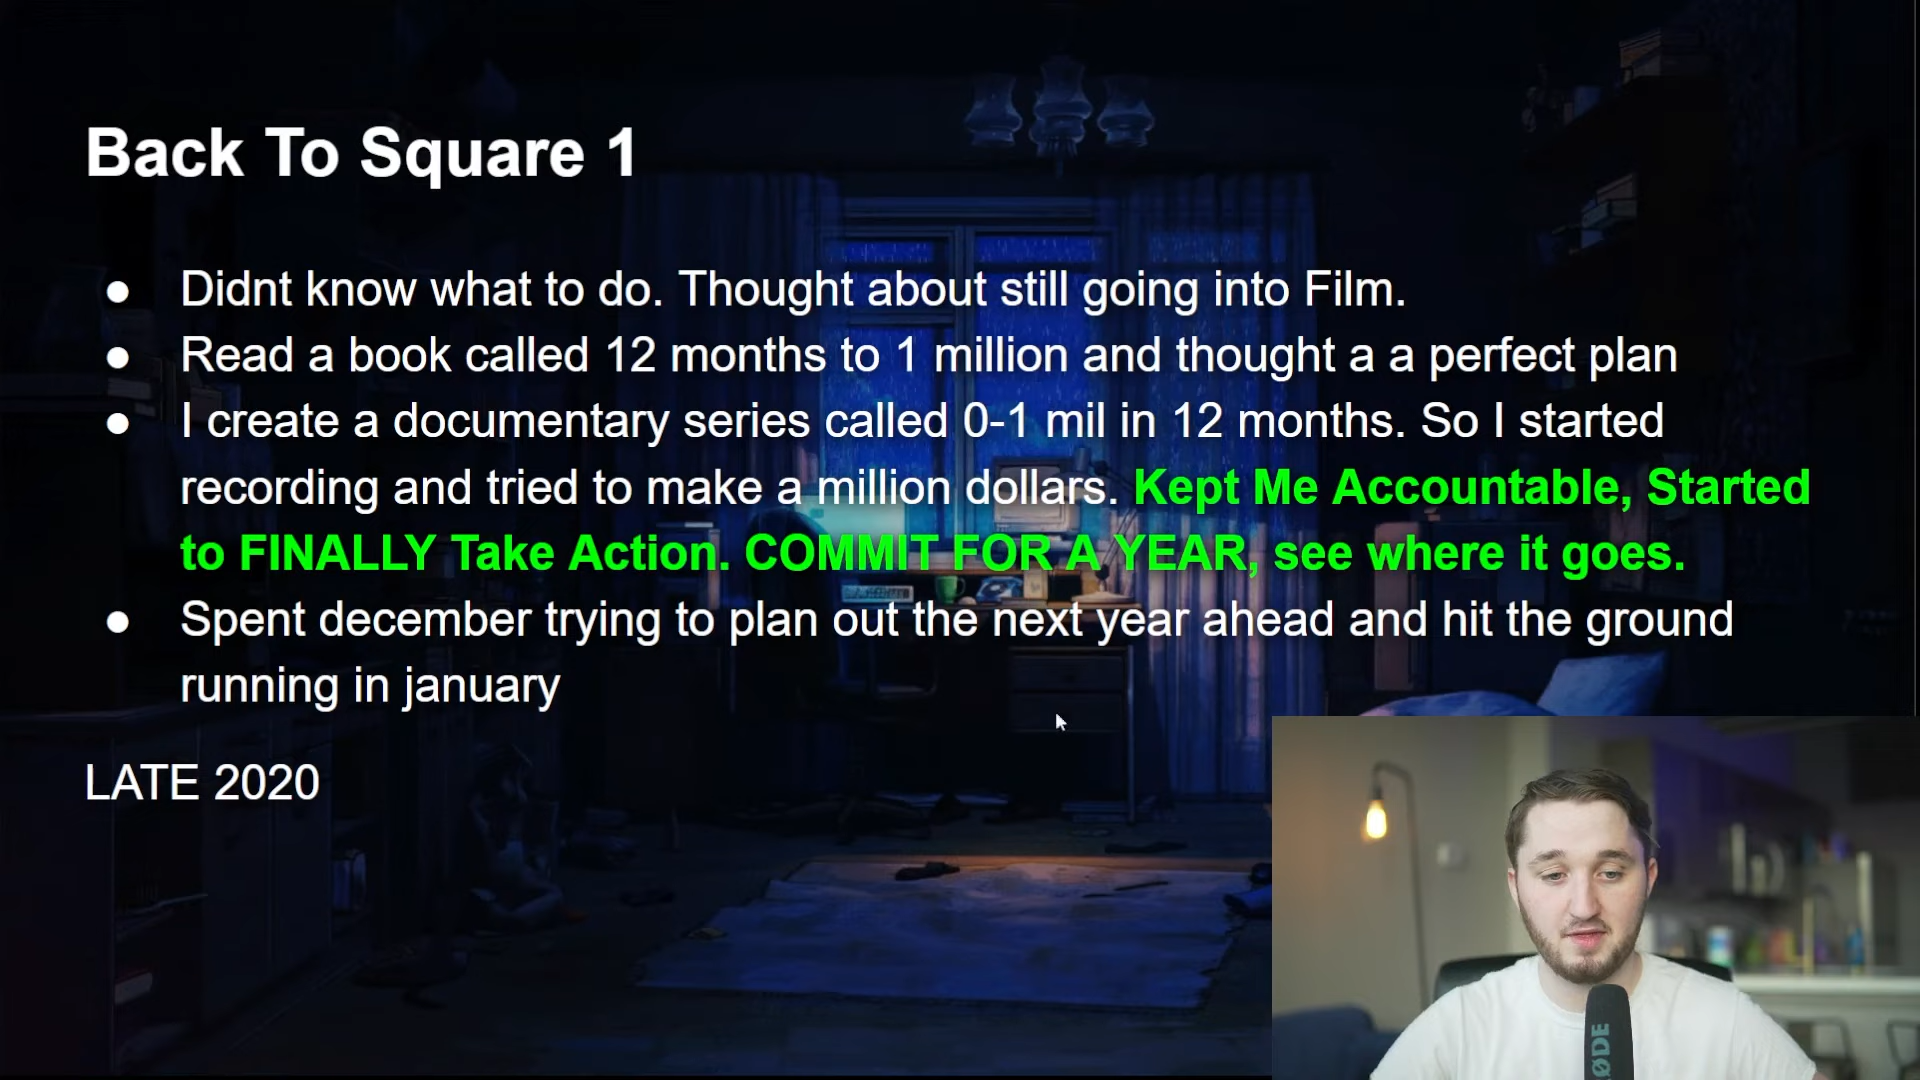 Back To Square 1
● Didnt know what to do. Thought about still going into Film.
● Read a book called 12 months to 1 million and thought a a perfect plan
● I create a documentary series called 0-1 mil in 12 months. So I started
recording and tried to make a million dollars. Kept Me Accountable, Started
to FINALLY Take Action. COMMIT FOR A YEAR, see where it goes.
● Spent december trying to plan out the next year ahead and hit the ground
running in january
LATE 2020
RØDE